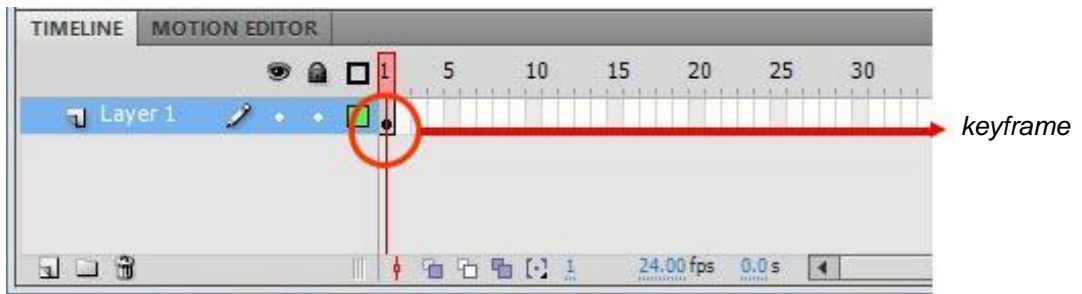 TIMELINE MOTION EDITOR
1 5 10 15 20 25 30
Layer 1
keyframe
1 24.00 fps 0.0 s